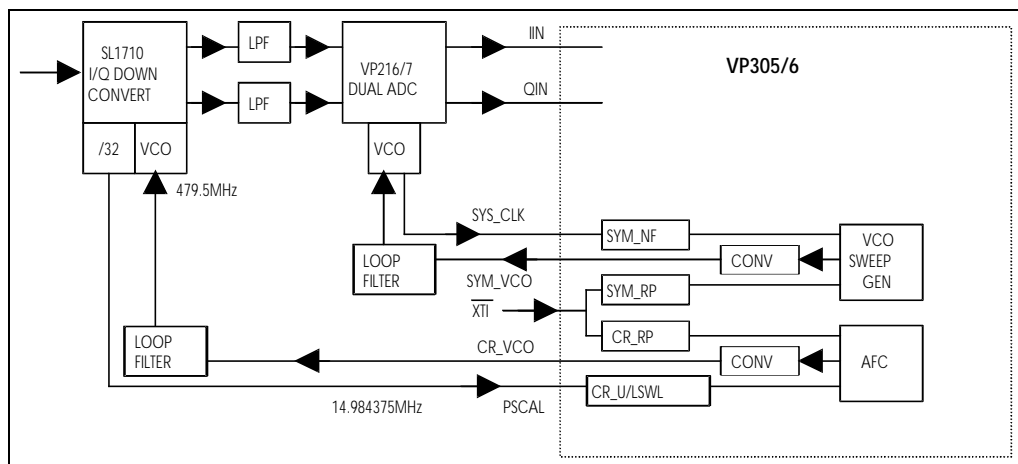 SL1710
I/Q DOWN
CONVERT
LPF
LPF
VP216/7
DUAL ADC
IIN
QIN
VP305/6
/32
VCO
VCO
479.5MHz
SYS_CLK
SYM_NF
VCO
SWEEP
GEN
CONV
LOOP
FILTER
SYM_VCO
SYM_RP
XTI
CR_RP
LOOP
FILTER
CR_VCO
CONV
AFC
CR_U/LSWL
14.984375MHz
PSCAL